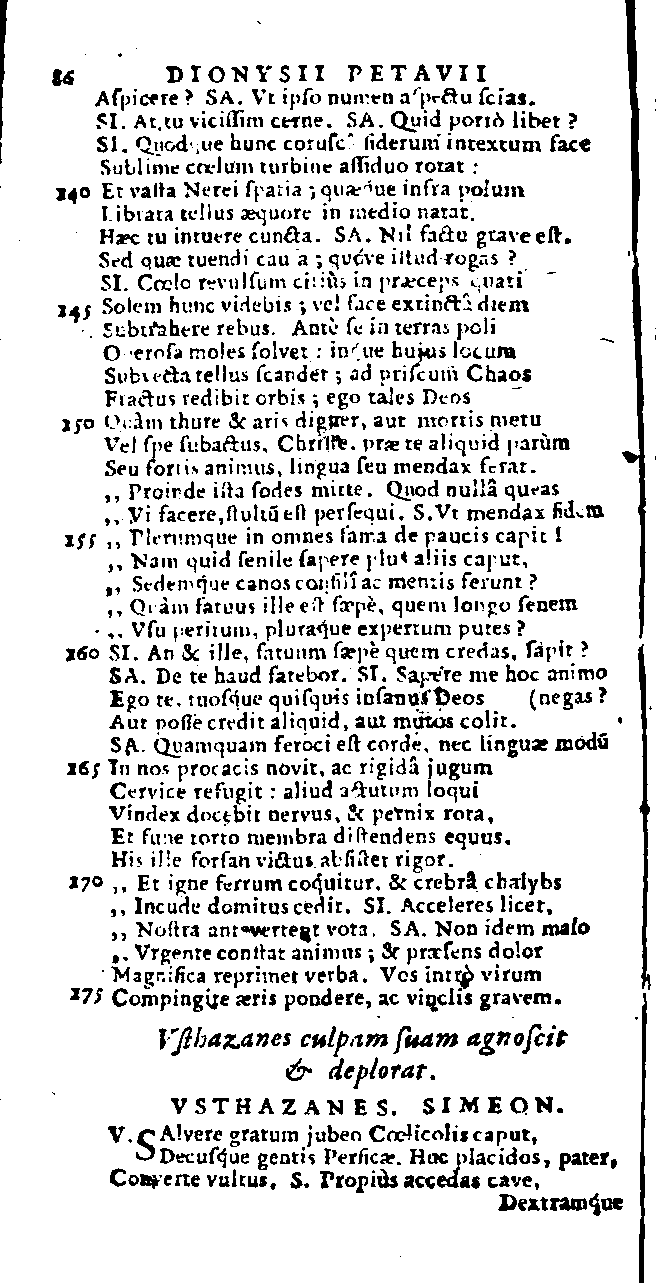 86 DIONYSII PETAVII
Aſpicere? SA. Vt ipſo numen aſpectu ſcias.
SI. At tu viciſſim cerne. SA. Quid porrò libet?
SI. Quodque hunc coruſc ſiderum intextum face
Sublime cœlum turbine aſſiduo rotat :
240 Et vaſta Nerei ſpatia ; quæque infra polum
Librata tellus æquore in medio natat.
Hæc tu intuere cuncta. SA. Nil factu grave eſt.
Sed quæ tuendi cauſa ; quove iſtud rogas ?
SI. Cœlo revulſum citiùs in præceps quati
245 Solem hunc videbis ; vel face extinctâ diem
Subtrahere rebus. Antè ſe in terras poli
Oneroſa moles ſolvet : inque hujus locum
Subvecta tellus ſcandet ; ad priſcum Chaos
Fractus redibit orbis ; ego tales Deos
250 Quàm thure & aris digner, aut mortis metu
Vel ſpe ſubactus, Chriſte, præ te aliquid parùm
Seu fortis animus, lingua ſeu mendax ferat.
,, Proinde iſta ſodes mitte. Quod nullâ queas
,, Vi facere, ſtultū eſt perſequi. S. Vt mendax fidem
255 ,, Plerumque in omnes fama de paucis capit !
,, Nam quid ſenile ſapere plus aliis caput,
,, Sedemq́ue canos conſilî ac mentis ferunt ?
,, Quàm fatuus ille eſt ſæpè, quem longo ſenem
,, Vſu peritum, pluraq́ue expertum putes ?
260 SI. An & ille, fatuum ſæpè quem credas, ſapit ?
SA. De te haud fatebor. SI. Sapere me hoc animo
Ego te, tuoſque quiſquis inſanus Deos (negas ?
Aut poſſe credit aliquid, aut mutos colit.
SA. Quamquam feroci eſt corde, nec linguæ modū
265 In nos procacis novit, ac rigidâ jugum
Cervice refugit : aliud aſtutum loqui
Vindex docebit nervus, & pernix rota,
Et fune torto membra diſtendens equus.
His ille forſan victus abſiſtet rigor.
270 ,, Et igne ferrum coquitur, & crebrâ chalybs
,, Incude domitus cedit. SI. Acceleres licet,
,, Noſtra antevertent vota. SA. Non idem malo
,, Vrgente conſtat animus ; & præſens dolor
Magnifica reprimet verba. Vos intrò virum
275 Compingite æris pondere, ac vinclis gravem.
Vſthazanes culpam ſuam agnoſcit
& deplorat.
VSTHAZANES. SIMEON.
V. SAlvere gratum juben Cœlicolis caput,
Decuſq́ue gentis Perſicæ. Huc placidos, pater,
Converte vultus. S. Propiùs accedas cave,
Dextramq́ue